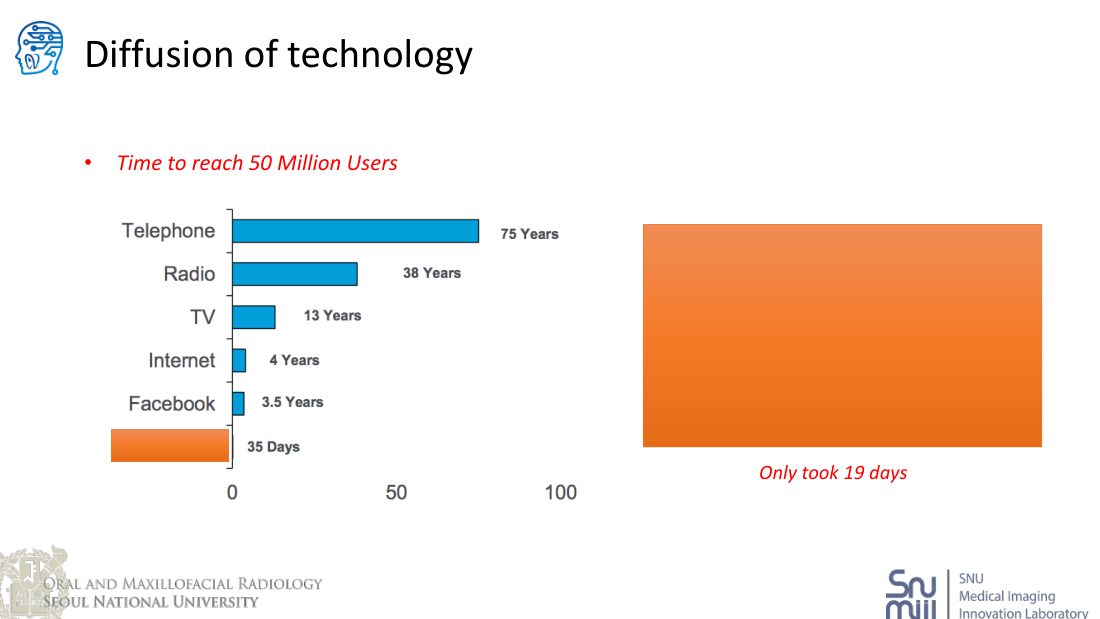 Diffusion of technology
• Time to reach 50 Million Users
Telephone 75 Years
Radio 38 Years
TV 13 Years
Internet 4 Years
Facebook 3.5 Years
35 Days
0 50 100
Only took 19 days
ORAL AND MAXILLOFACIAL RADIOLOGY
SEOUL NATIONAL UNIVERSITY
SNU
miil
SNU
Medical Imaging
Innovation Laboratory